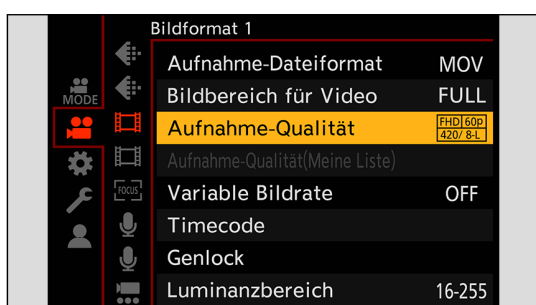 Bildformat 1
Aufnahme-Dateiformat MOV
MODE
Bildbereich für Video FULL
Aufnahme-Qualität FHD 60p
420/ 8-L
Aufnahme-Qualität(Meine Liste)
FOCUS
Variable Bildrate OFF
Timecode
Genlock
Luminanzbereich 16-255